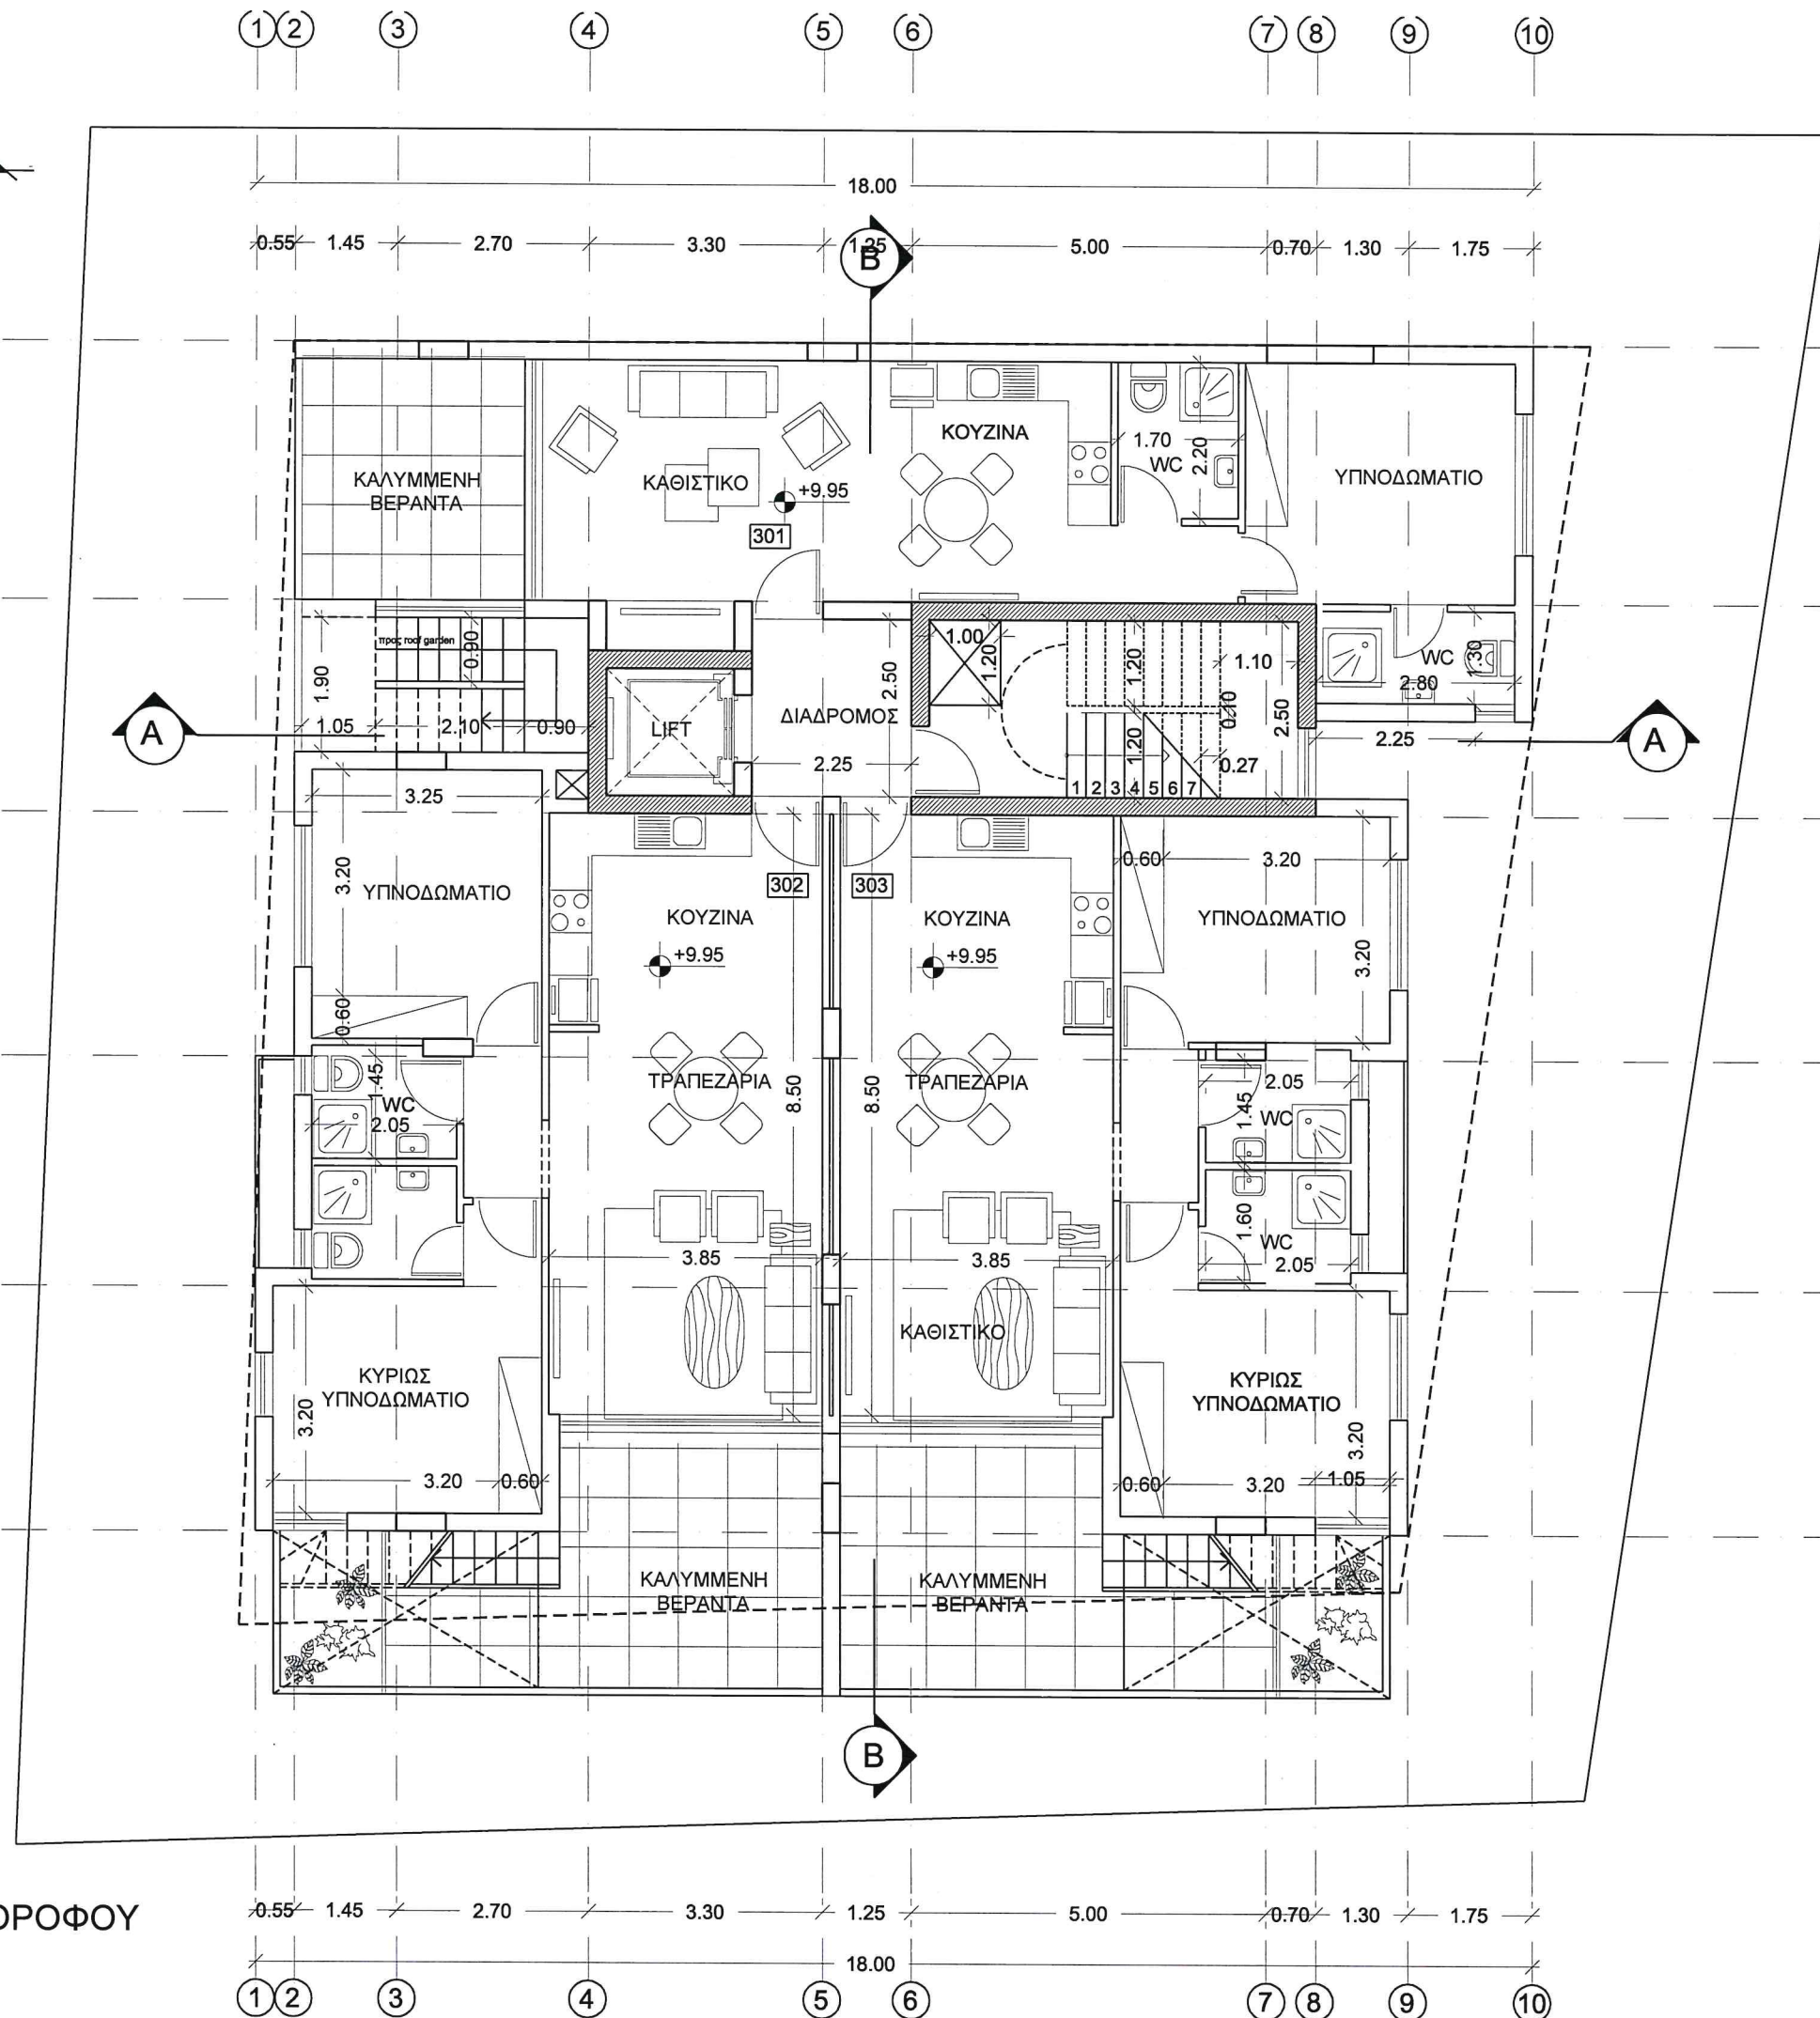 1 2 3 4 5 6 7 8 9 10
18.00
0.55 1.45 2.70 3.30 1.25 5.00 0.70 1.30 1.75
B
ΚΑΛΥΜΜΕΝΗ
ΒΕΡΑΝΤΑ
ΚΑΘΙΣΤΙΚΟ
+9.95
301
ΚΟΥΖΙΝΑ
1.70
WC
2.20
ΥΠΝΟΔΩΜΑΤΙΟ
προς roof garden
0.90
1.90
1.05 2.10 0.90
A
LIFT
ΔΙΑΔΡΟΜΟΣ
2.50
2.25
1.00
1.20
1.20
1.10
0.10
2.50
1.20
0.27
1 2 3 4 5 6 7
WC
1.30
2.80
2.25
A
3.25
3.20
ΥΠΝΟΔΩΜΑΤΙΟ
0.60
302
ΚΟΥΖΙΝΑ
+9.95
303
ΚΟΥΖΙΝΑ
+9.95
0.60 3.20
ΥΠΝΟΔΩΜΑΤΙΟ
3.20
1.45
WC
2.05
ΤΡΑΠΕΖΑΡΙΑ
8.50
8.50
ΤΡΑΠΕΖΑΡΙΑ
2.05
1.45
WC
1.60
WC
2.05
3.85
3.85
ΚΑΘΙΣΤΙΚΟ
ΚΥΡΙΩΣ
ΥΠΝΟΔΩΜΑΤΙΟ
3.20
3.20 0.60
ΚΥΡΙΩΣ
ΥΠΝΟΔΩΜΑΤΙΟ
3.20
0.60 3.20 1.05
ΚΑΛΥΜΜΕΝΗ
ΒΕΡΑΝΤΑ
ΚΑΛΥΜΜΕΝΗ
ΒΕΡΑΝΤΑ
B
ΟΡΟΦΟΥ
0.55 1.45 2.70 3.30 1.25 5.00 0.70 1.30 1.75
18.00
1 2 3 4 5 6 7 8 9 10